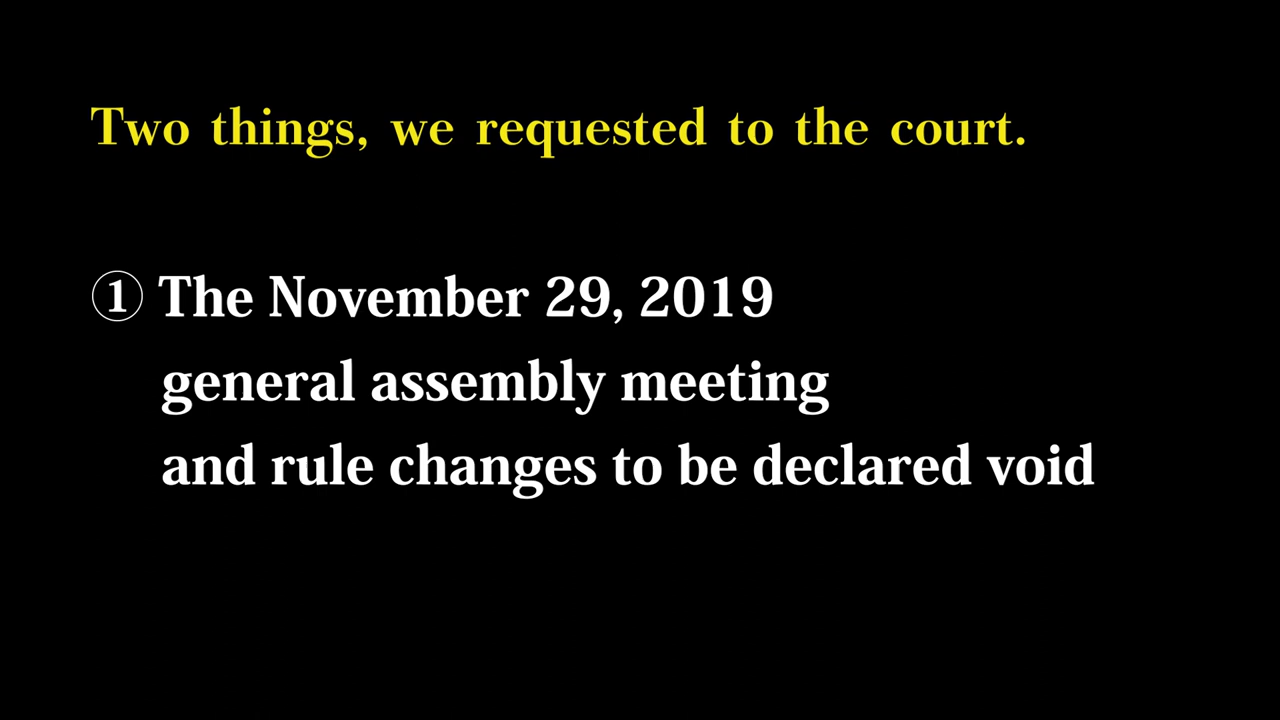 Two things, we requested to the court.
① The November 29, 2019
general assembly meeting
and rule changes to be declared void